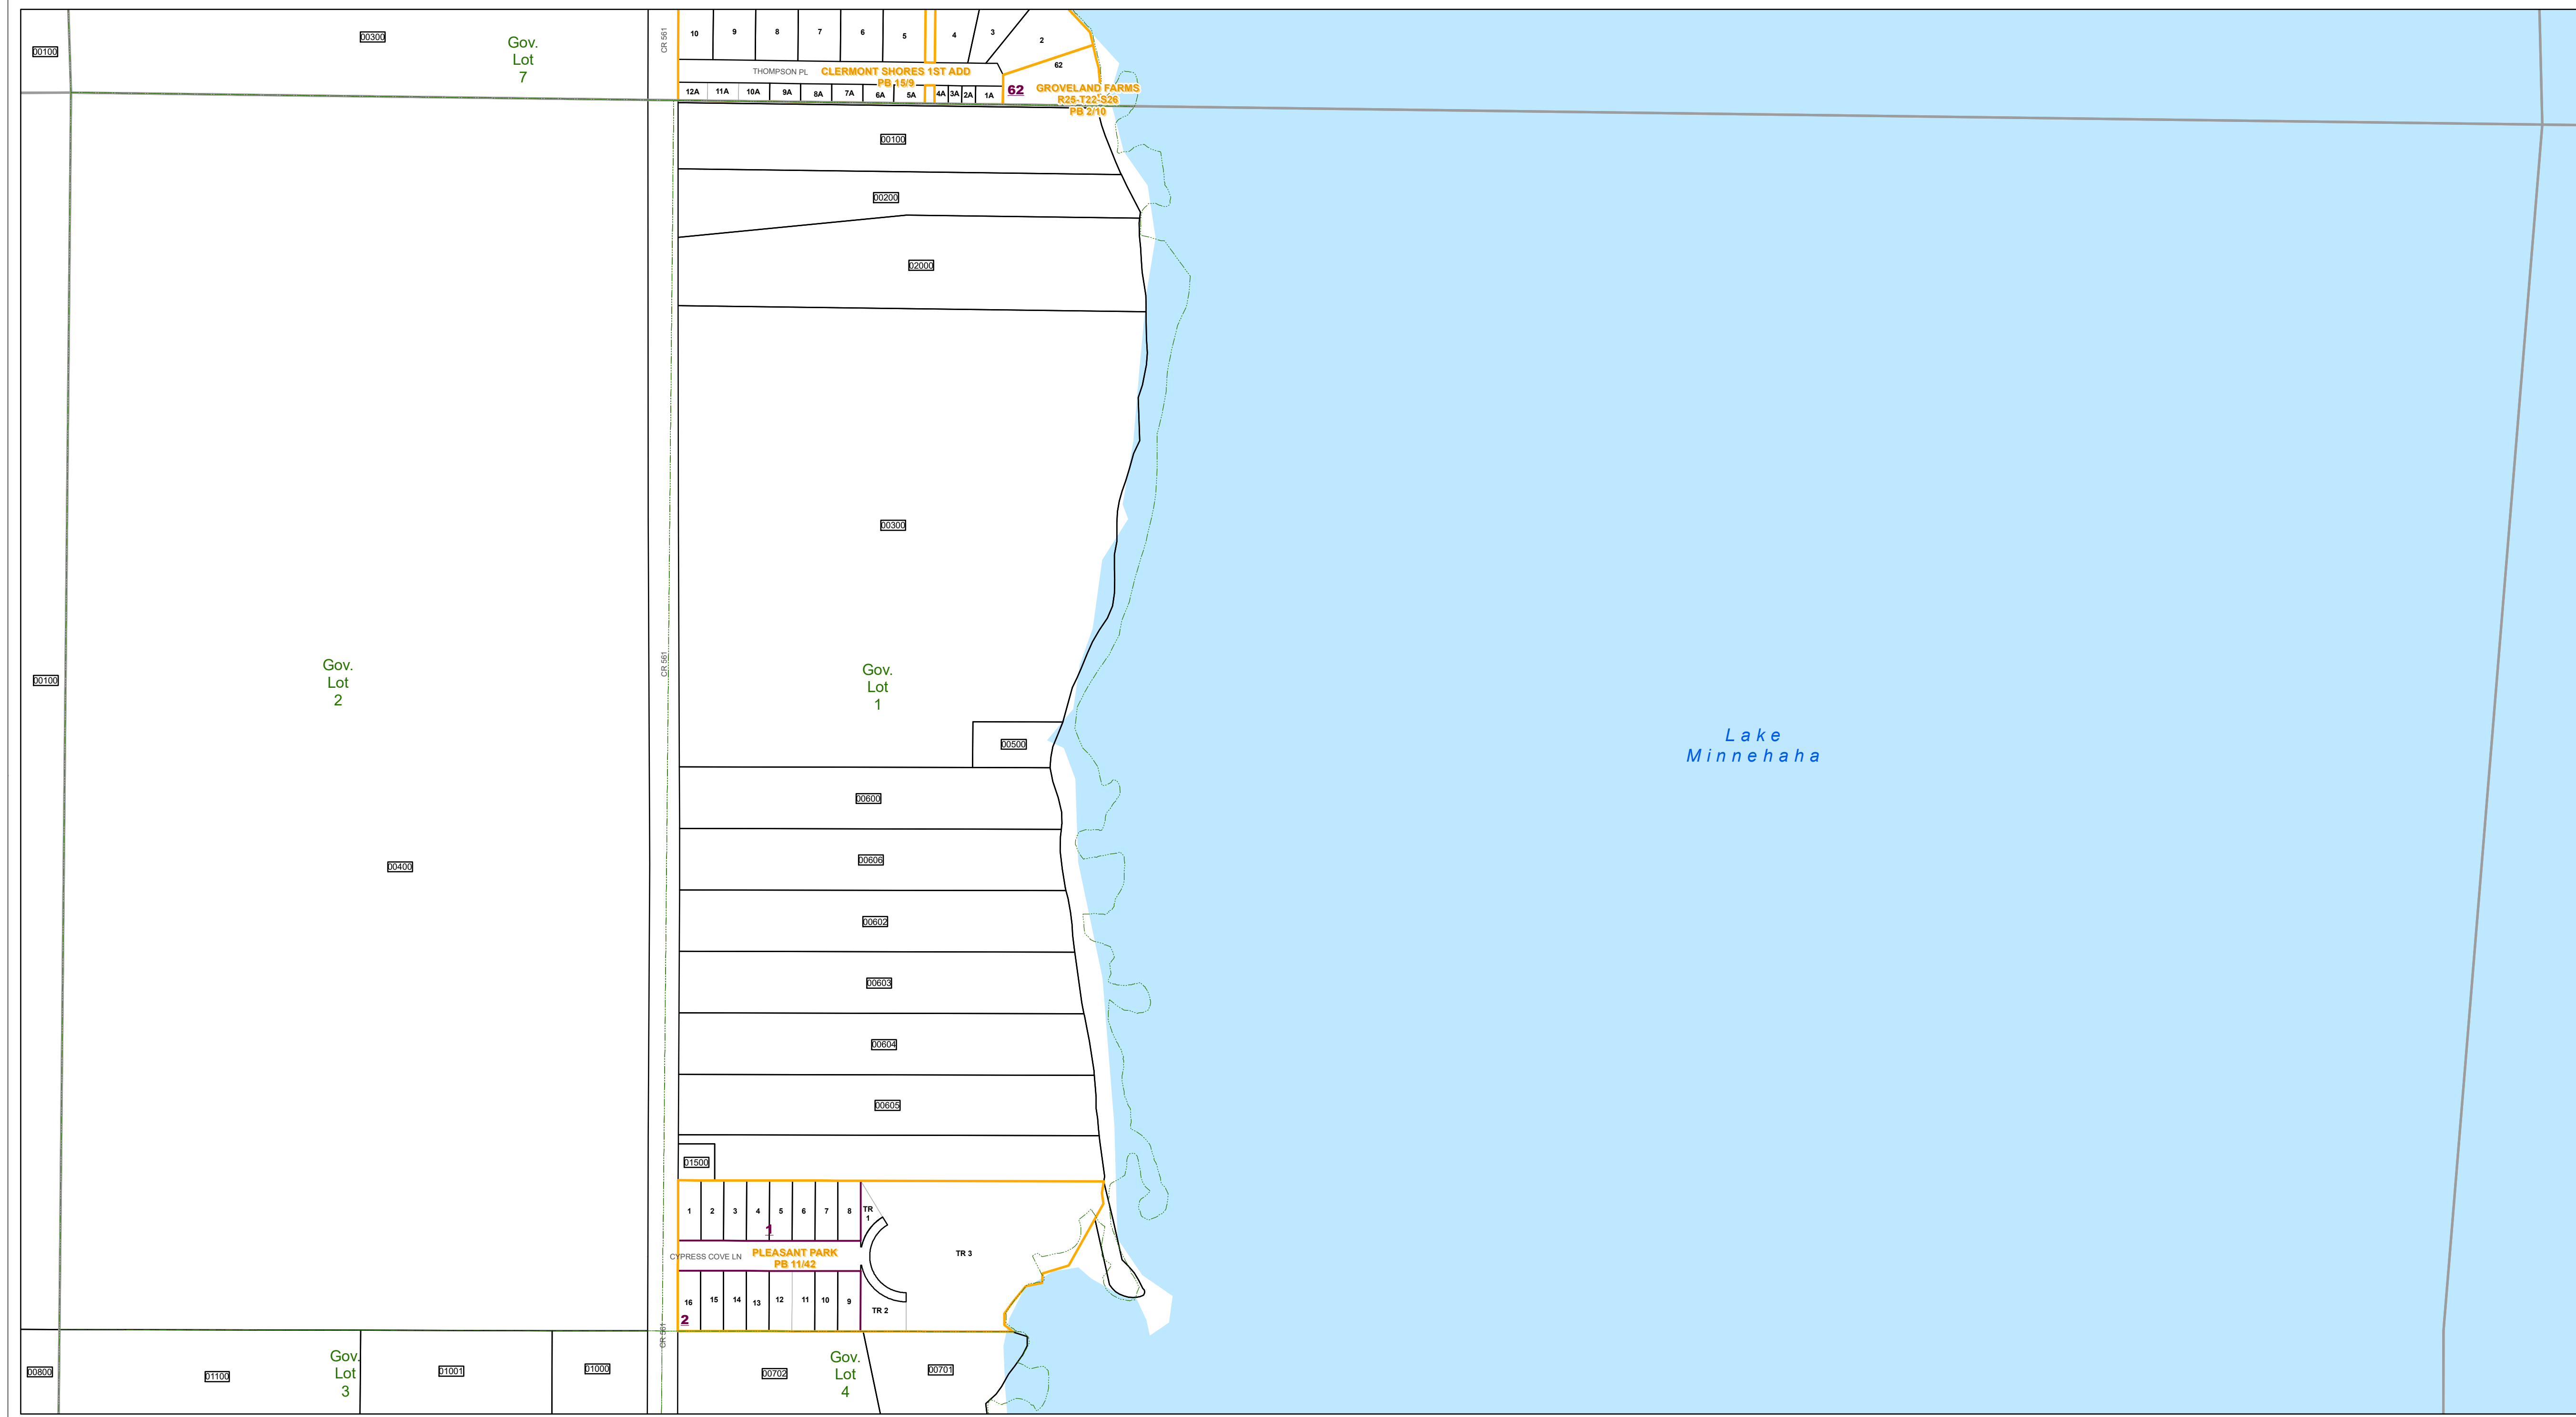 00100
00300
Gov.
Lot
7
CR 561
10
9
8
7
6
5
4
3
2
62
THOMPSON PL
CLERMONT SHORES 1ST ADD
PB 15/9
12A
11A
10A
9A
8A
7A
6A
5A
4A
3A
2A
1A
62
GROVELAND FARMS
R25-T22-S26
PB 2/10
00100
00200
02000
00300
00100
Gov.
Lot
2
CR 561
Gov.
Lot
1
00500
Lake
Minnehaha
00600
00606
00400
00602
00603
00604
00605
01500
1
2
3
4
5
6
7
8
TR
1
1
CYPRESS COVE LN
PLEASANT PARK
PB 11/42
TR 3
16
15
14
13
12
11
10
9
TR 2
2
CR 561
00800
01100
Gov.
Lot
3
01001
01000
00702
Gov.
Lot
4
00701